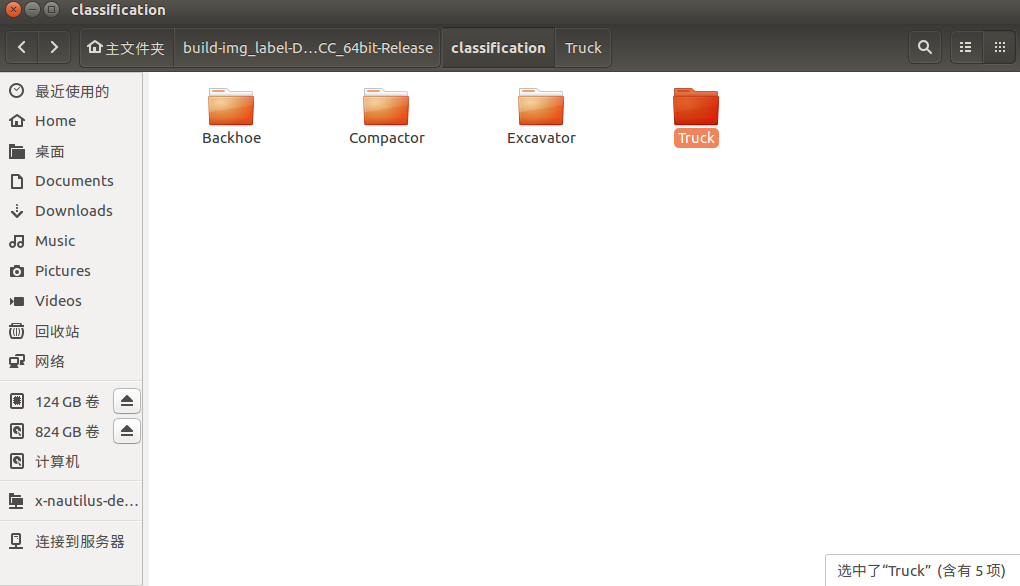 classification
主文件夹 build-img_label-D...CC_64bit-Release classification Truck
最近使用的
Home
桌面
Documents
Downloads
Music
Pictures
Videos
回收站
网络
124 GB 卷
824 GB 卷
计算机
x-nautilus-de...
连接到服务器
Backhoe Compactor Excavator Truck
选中了“Truck” (含有 5 项)